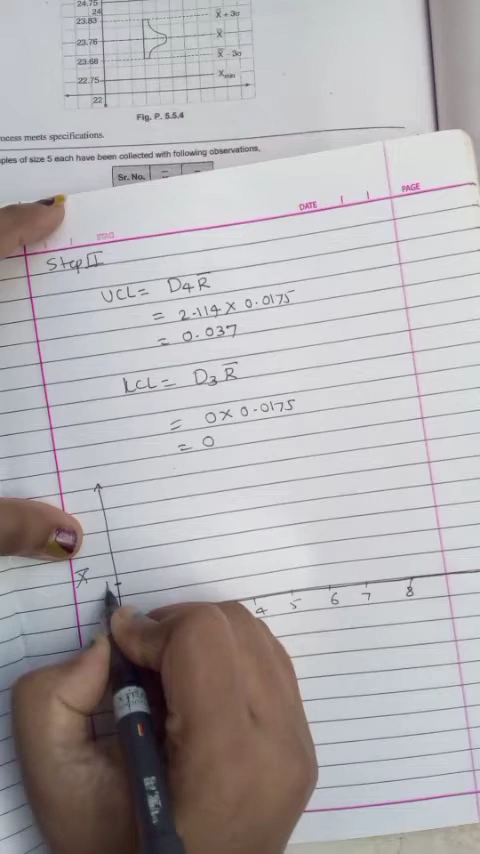 24.75
24
23.83
23.76
23.68
22.75
22
X̄ + 3σ
X̄
X̄ – 3σ
Xmin
Fig. P. 5.5.4
ocess meets specifications.
ples of size 5 each have been collected with following observations,
Sr. No.
DATE
PAGE
Step II
UCL = D4 R̄
= 2.114 × 0.0175
= 0.037
LCL = D3 R̄
= 0 × 0.0175
= 0
X̄
4 5 6 7 8